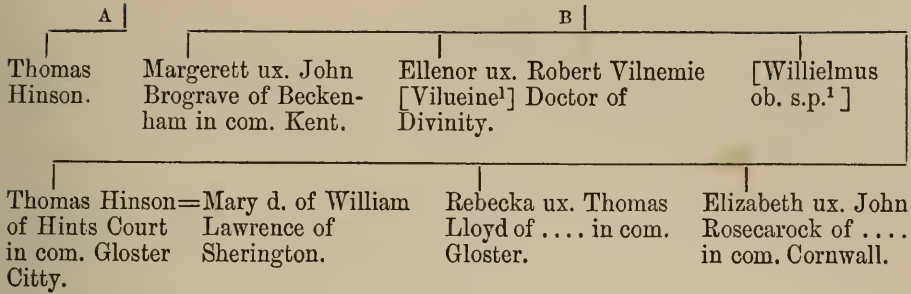 A B
Thomas
Hinson.
Margerett ux. John
Brograve of Becken-
ham in com. Kent.
Ellenor ux. Robert Vilnemie
[Vilueine¹] Doctor of
Divinity.
[Willielmus
ob. s.p.¹ ]
Thomas Hinson=Mary d. of William
of Hints Court
in com. Gloster
Citty.
Lawrence of
Sherington.
Rebecka ux. Thomas
Lloyd of .... in com.
Gloster.
Elizabeth ux. John
Rosecarock of ....
in com. Cornwall.